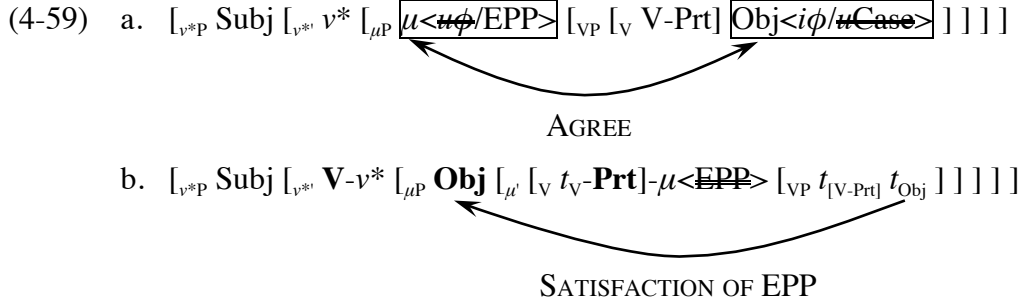 (4-59) a. [v*P Subj [v*' v* [μP μ<uϕ/EPP> [VP [V V-Prt] Obj<iϕ/uCase> ] ] ] ]
AGREE
b. [v*P Subj [v*' V-v* [μP Obj [μ' [V tV-Prt]-μ<EPP> [VP t[V-Prt] tObj ] ] ] ] ]
SATISFACTION OF EPP